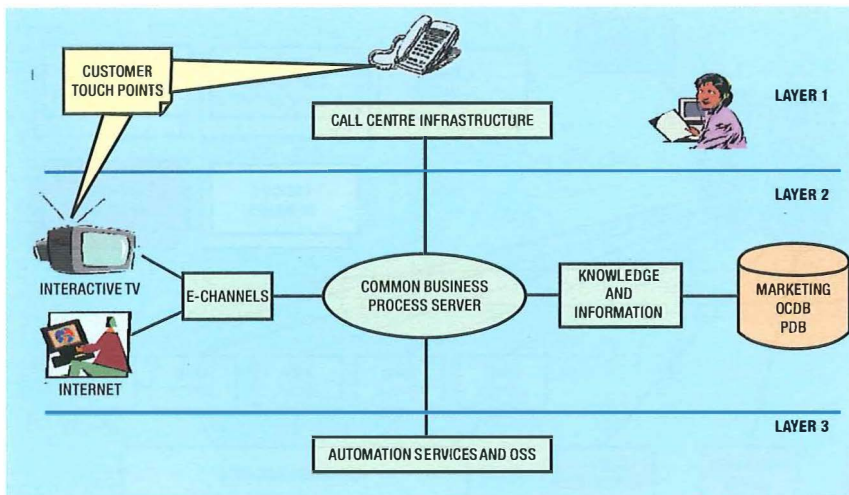 CUSTOMER
TOUCH POINTS
LAYER 1
CALL CENTRE INFRASTRUCTURE
LAYER 2
INTERACTIVE TV
E-CHANNELS
COMMON BUSINESS
PROCESS SERVER
KNOWLEDGE
AND
INFORMATION
MARKETING
OCDB
PDB
INTERNET
LAYER 3
AUTOMATION SERVICES AND OSS